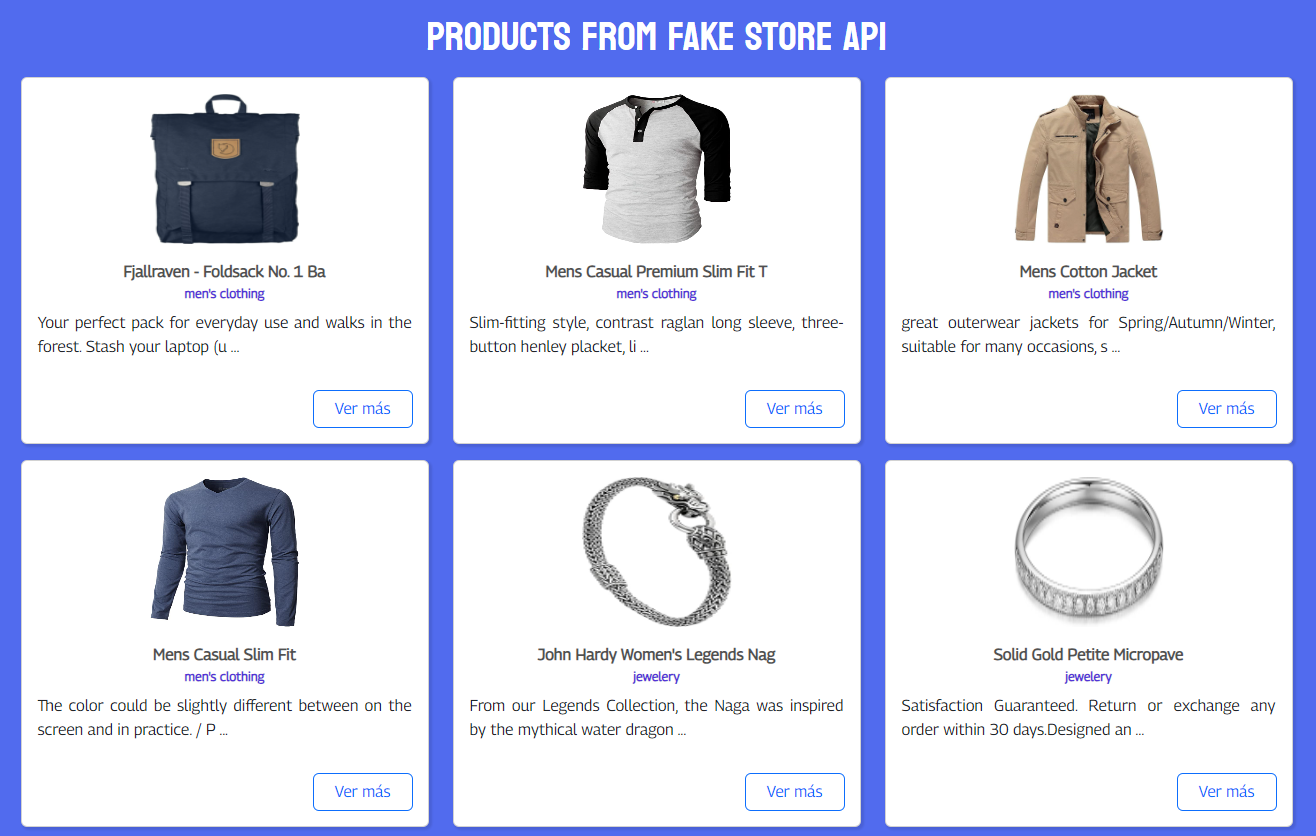 PRODUCTS FROM FAKE STORE API
Fjallraven - Foldsack No. 1 Ba
men's clothing
Your perfect pack for everyday use and walks in the
forest. Stash your laptop (u ...
Ver más
Mens Casual Premium Slim Fit T
men's clothing
Slim-fitting style, contrast raglan long sleeve, three-
button henley placket, li ...
Ver más
Mens Cotton Jacket
men's clothing
great outerwear jackets for Spring/Autumn/Winter,
suitable for many occasions, s ...
Ver más
Mens Casual Slim Fit
men's clothing
The color could be slightly different between on the
screen and in practice. / P ...
Ver más
John Hardy Women's Legends Nag
jewelery
From our Legends Collection, the Naga was inspired
by the mythical water dragon ...
Ver más
Solid Gold Petite Micropave
jewelery
Satisfaction Guaranteed. Return or exchange any
order within 30 days.Designed an ...
Ver más